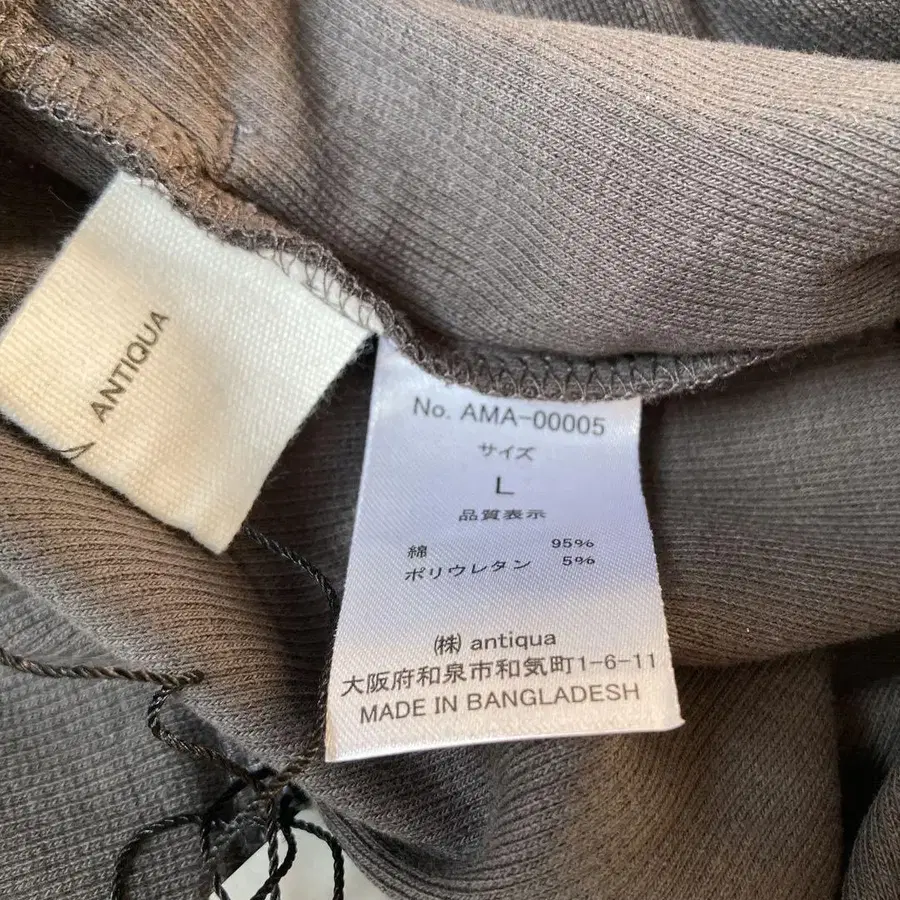 ANTIQUA
No. AMA-00005
サイズ
L
品質表示
綿 95%
ポリウレタン 5%
(株) antiqua
大阪府和泉市和気町1-6-11
MADE IN BANGLADESH